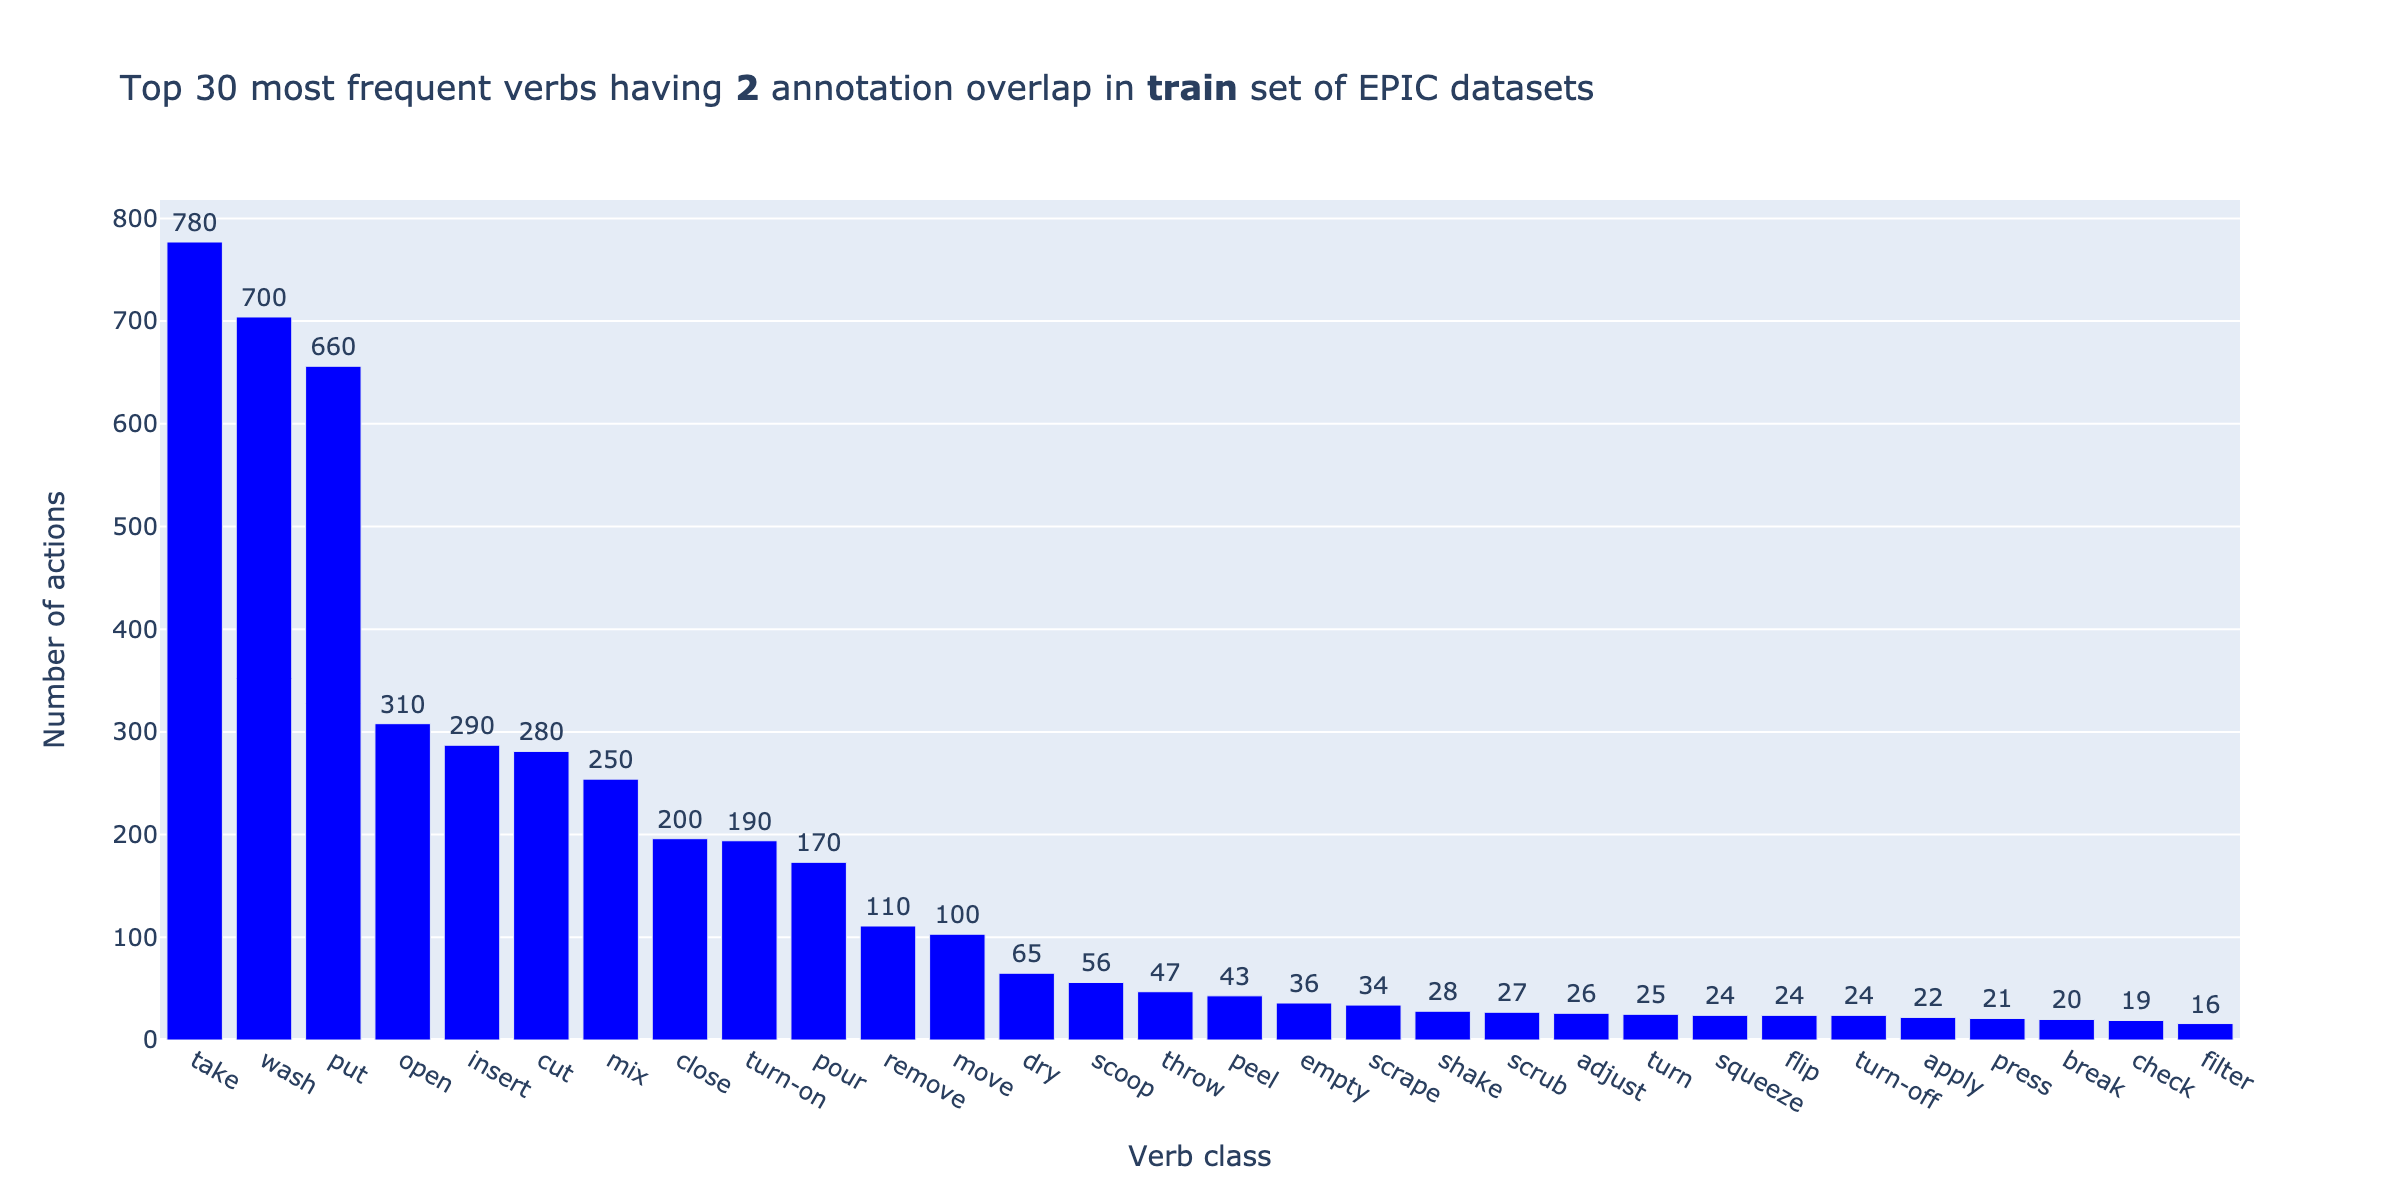 Top 30 most frequent verbs having 2 annotation overlap in train set of EPIC datasets
Number of actions
800
700
600
500
400
300
200
100
0
780
700
660
310
290
280
250
200
190
170
110
100
65
56
47
43
36
34
28
27
26
25
24
24
24
22
21
20
19
16
take
wash
put
open
insert
cut
mix
close
turn-on
pour
remove
move
dry
scoop
throw
peel
empty
scrape
shake
scrub
adjust
turn
squeeze
flip
turn-off
apply
press
break
check
filter
Verb class